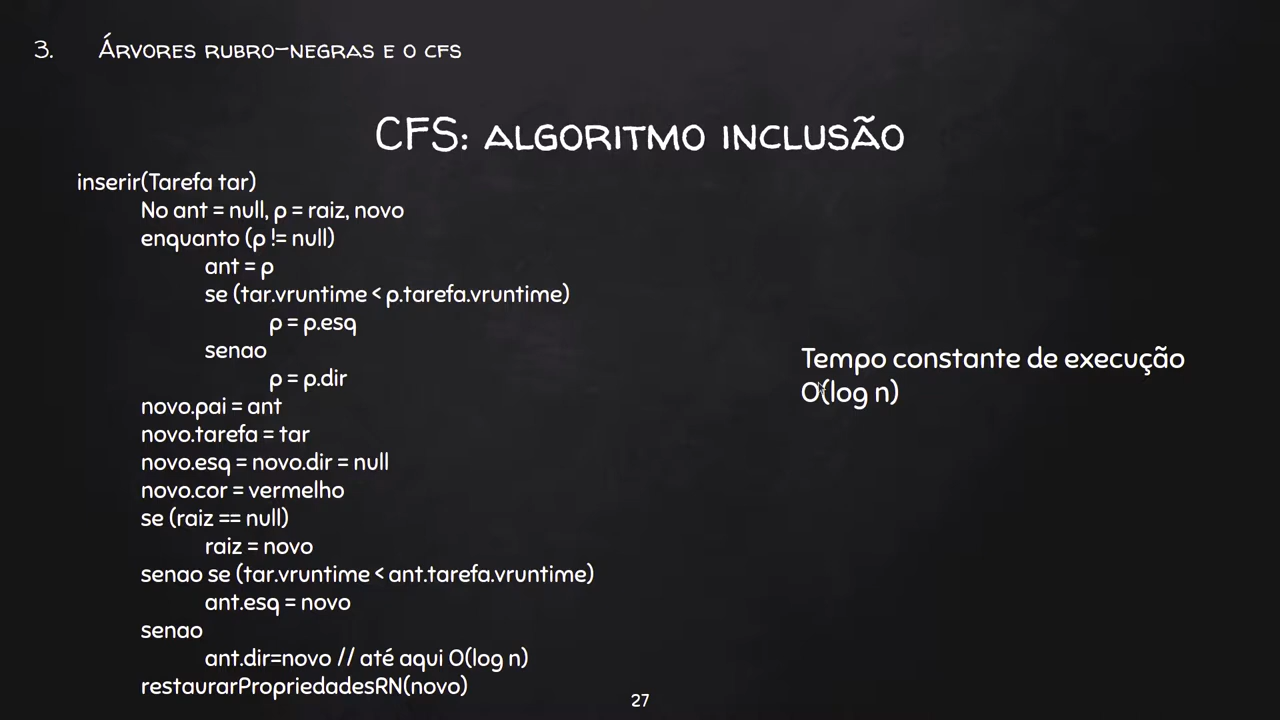 3. Árvores rubro-negras e o cfs
CFS: algoritmo inclusão
inserir(Tarefa tar)
No ant = null, p = raiz, novo
enquanto (p != null)
ant = p
se (tar.vruntime < p.tarefa.vruntime)
p = p.esq
senao
p = p.dir
novo.pai = ant
novo.tarefa = tar
novo.esq = novo.dir = null
novo.cor = vermelho
se (raiz == null)
raiz = novo
senao se (tar.vruntime < ant.tarefa.vruntime)
ant.esq = novo
senao
ant.dir=novo // até aqui O(log n)
restaurarPropriedadesRN(novo)
Tempo constante de execução
O(log n)
27